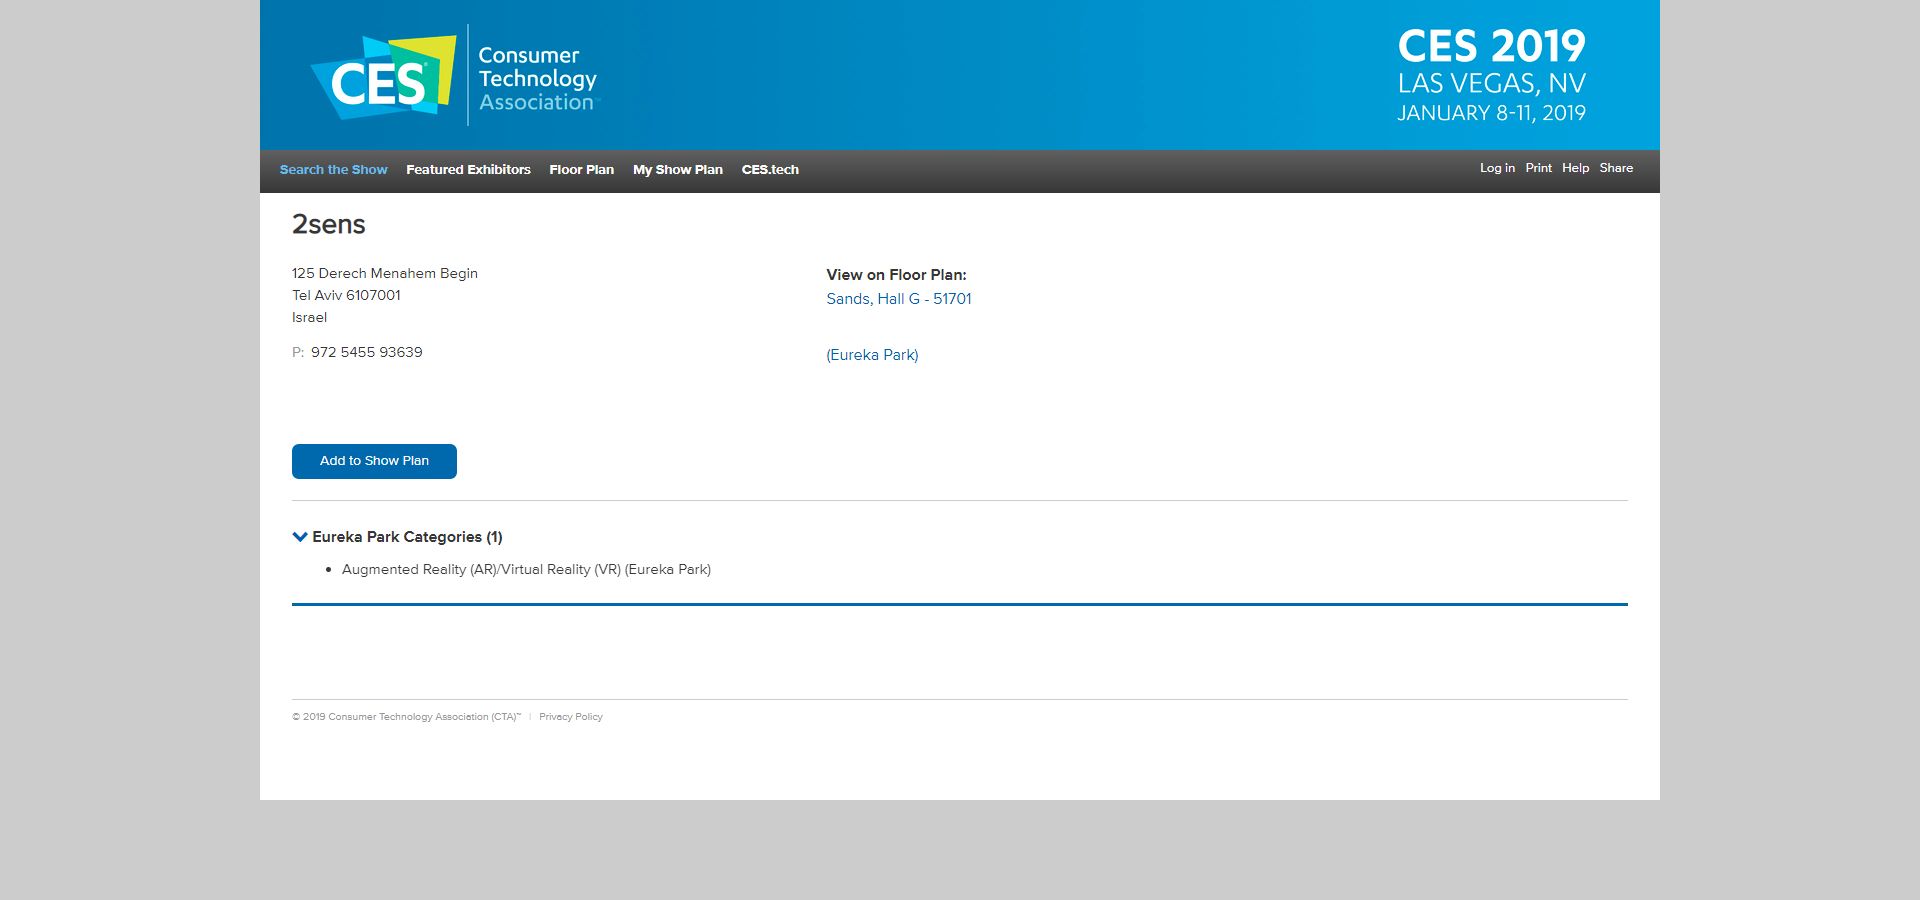 CES
Consumer
Technology
Association
CES 2019
LAS VEGAS, NV
JANUARY 8-11, 2019
Search the Show Featured Exhibitors Floor Plan My Show Plan CES.tech
Log in Print Help Share
2sens
125 Derech Menahem Begin
Tel Aviv 6107001
Israel
P: 972 5455 93639
View on Floor Plan:
Sands, Hall G - 51701
(Eureka Park)
Add to Show Plan
Eureka Park Categories (1)
• Augmented Reality (AR)/Virtual Reality (VR) (Eureka Park)
© 2019 Consumer Technology Association (CTA)™ | Privacy Policy